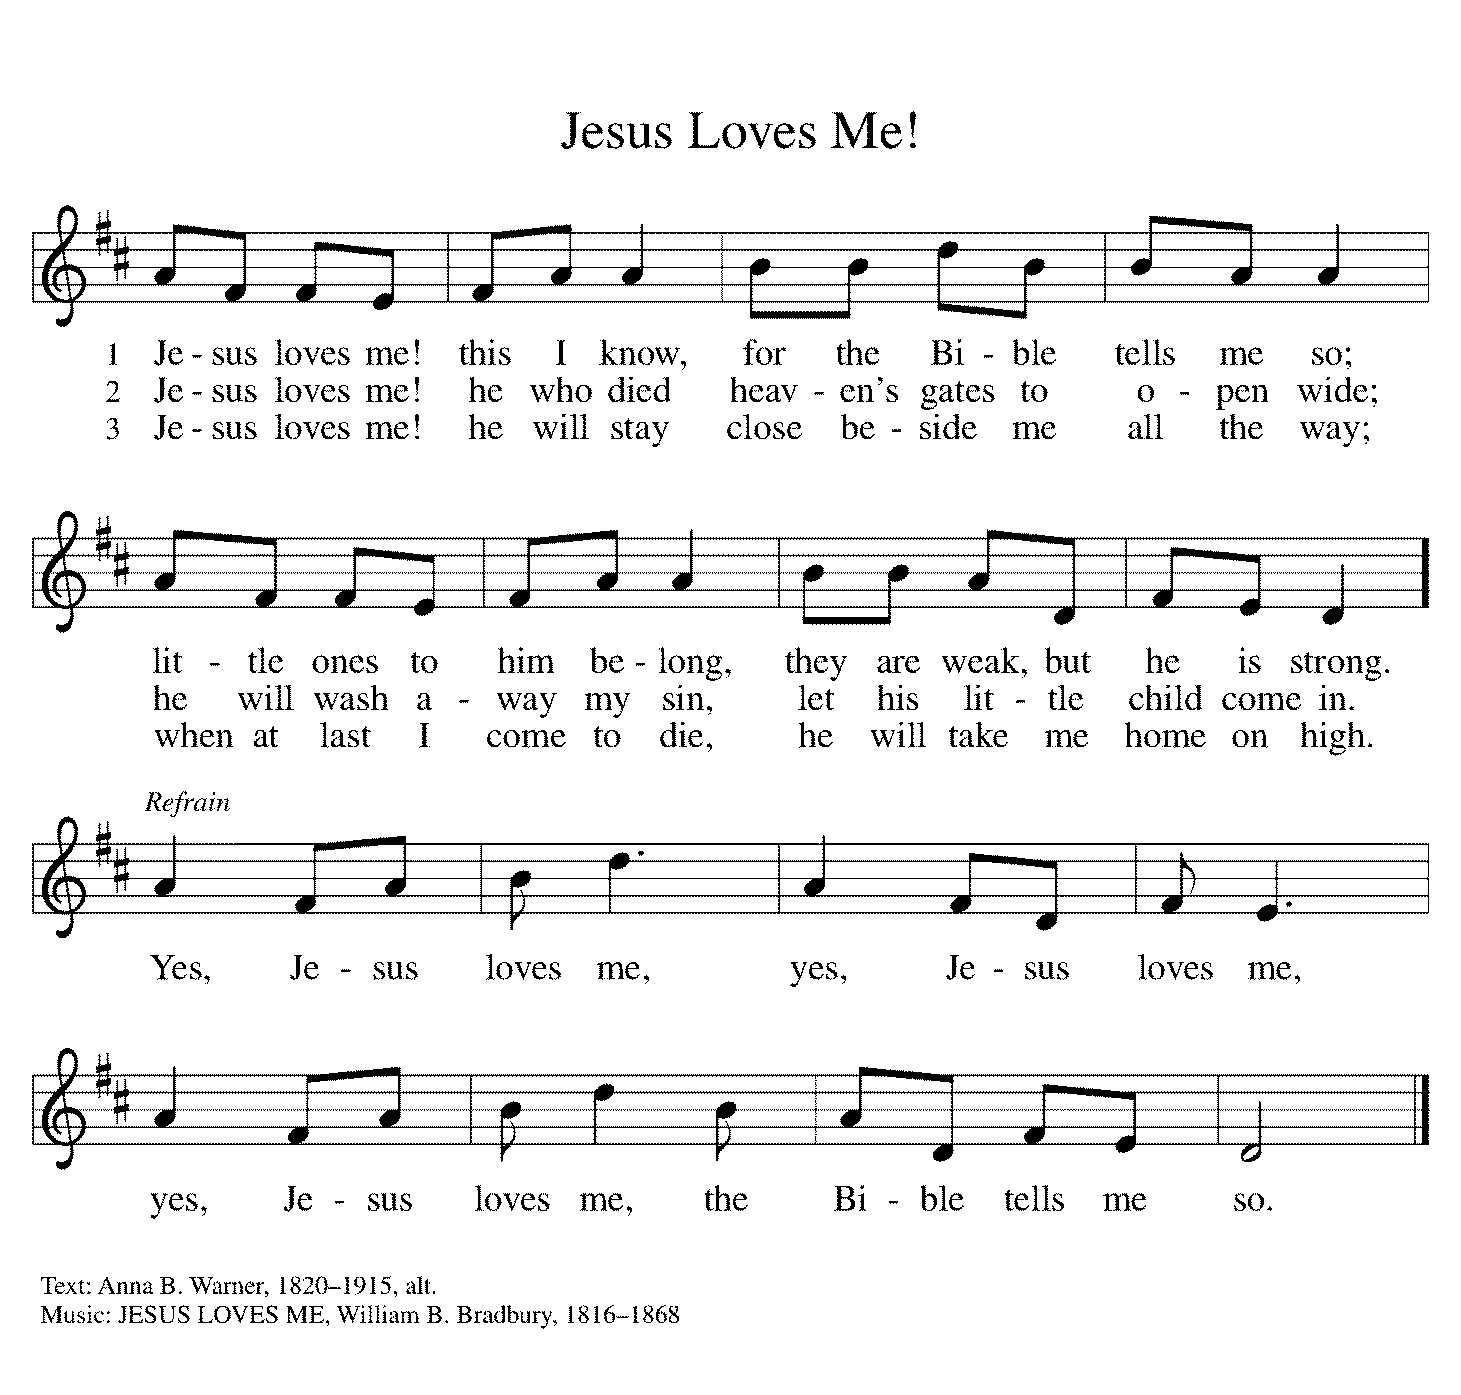 Jesus Loves Me!
1 Je - sus loves me! this I know, for the Bi - ble tells me so;
2 Je - sus loves me! he who died heav - en's gates to o - pen wide;
3 Je - sus loves me! he will stay close be - side me all the way;
lit - tle ones to him be - long, they are weak, but he is strong.
he will wash a - way my sin, let his lit - tle child come in.
when at last I come to die, he will take me home on high.
Refrain
Yes, Je - sus loves me, yes, Je - sus loves me,
yes, Je - sus loves me, the Bi - ble tells me so.
Text: Anna B. Warner, 1820–1915, alt.
Music: JESUS LOVES ME, William B. Bradbury, 1816–1868